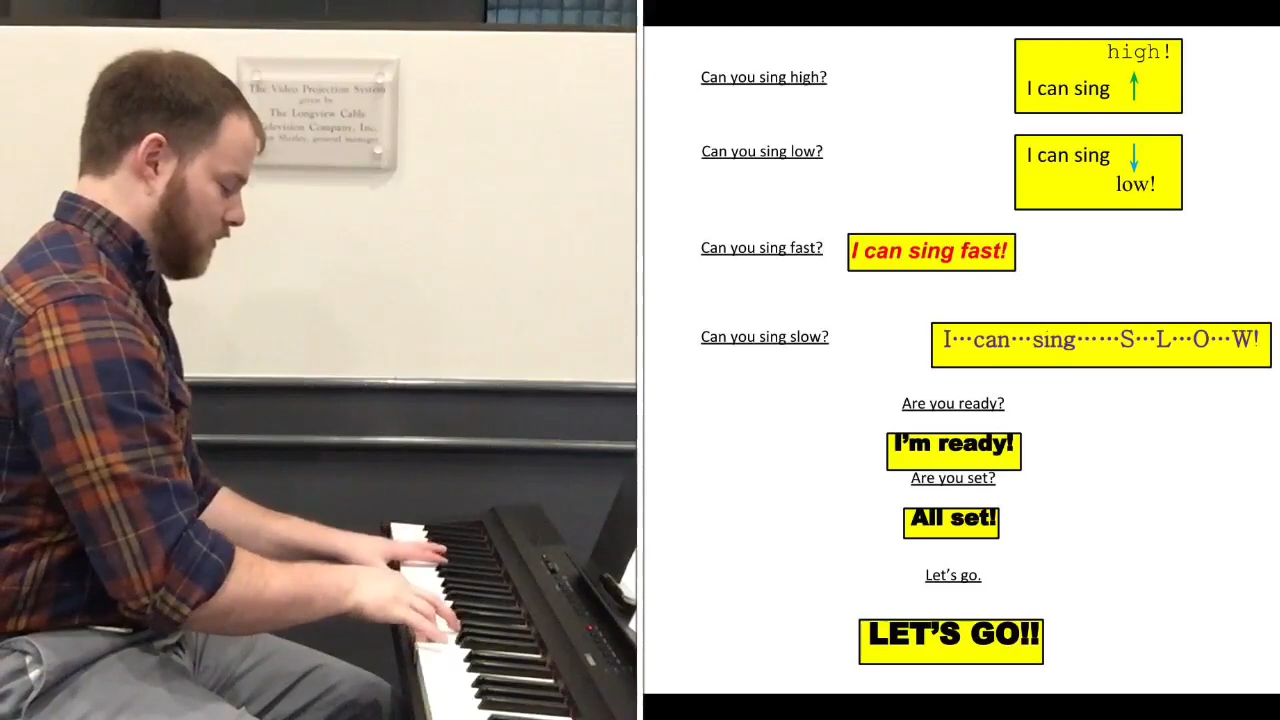 The Video Projection System
given by
The Longview Cable
Television Company, Inc.
general manager
Can you sing high?
high!
I can sing ↑
Can you sing low?
I can sing ↓
low!
Can you sing fast?
I can sing fast!
Can you sing slow?
I…can…sing……S…L…O…W!
Are you ready?
I'm ready!
Are you set?
All set!
Let's go.
LET'S GO!!